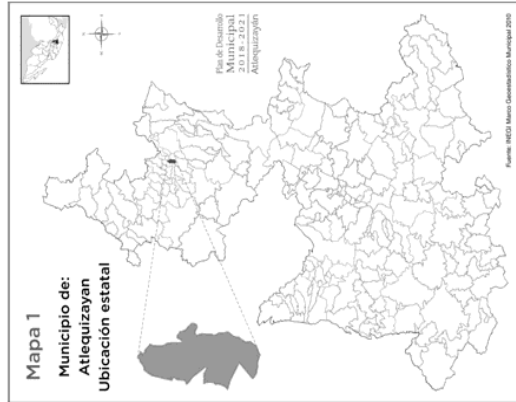 Mapa 1
Municipio de:
Atlequizayan
Ubicación estatal
Plan de Desarrollo
Municipal
2018-2021
Atlequizayán
Fuente: INEGI Marco Geoestadístico Municipal 2010